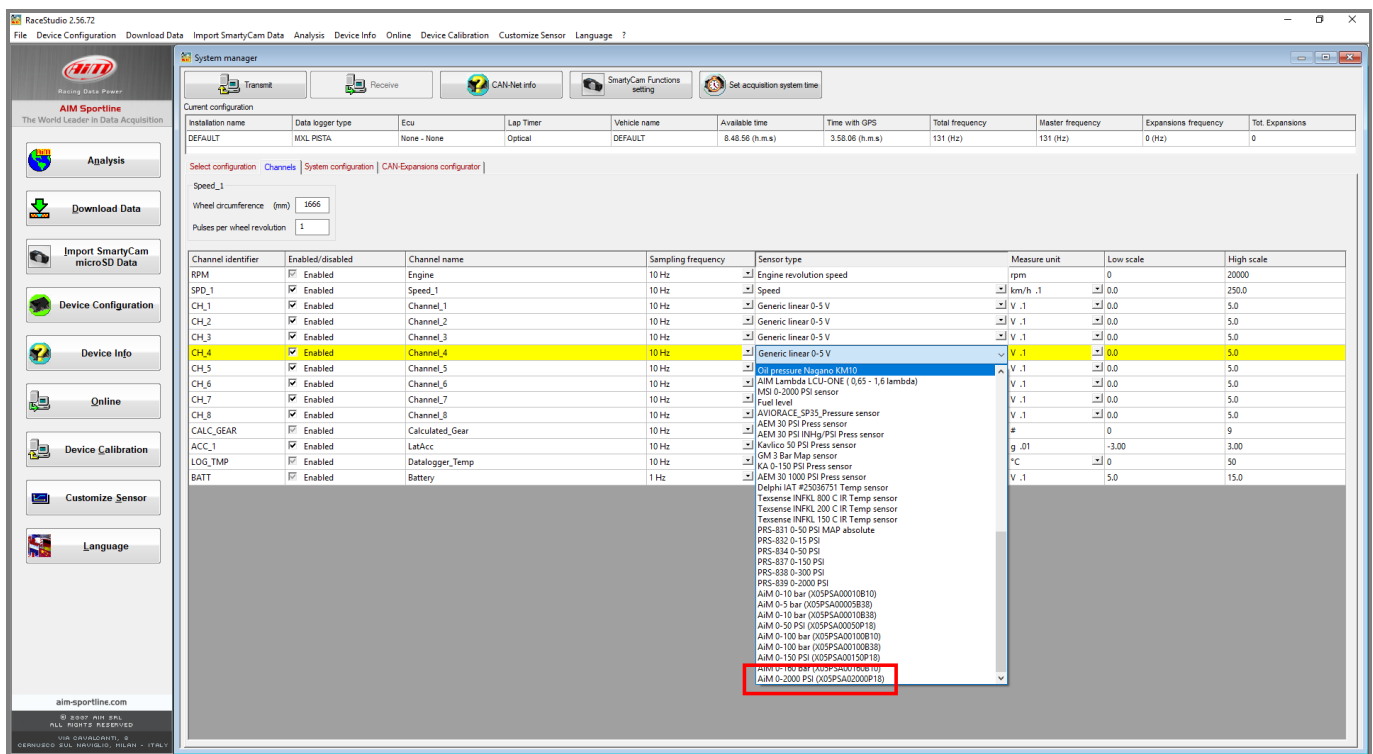 RaceStudio 2.56.72
File Device Configuration Download Data Import SmartyCam Data Analysis Device Info Online Device Calibration Customize Sensor Language ?
AiM
Racing Data Power
AIM Sportline
The World Leader in Data Acquisition
Analysis
Download Data
Import SmartyCam
microSD Data
Device Configuration
Device Info
Online
Device Calibration
Customize Sensor
Language
aim-sportline.com
© 2007 AIM SRL
ALL RIGHTS RESERVED
VIA CAVALCANTI, 8
CERNUSCO SUL NAVIGLIO, MILAN - ITALY
System manager
Transmit
Receive
CAN-Net info
SmartyCam Functions
setting
Set acquisition system time
Current configuration
Installation name Data logger type Ecu Lap Timer Vehicle name Available time Time with GPS Total frequency Master frequency Expansions frequency Tot. Expansions
DEFAULT MXL PISTA None - None Optical DEFAULT 8.48.56 (h.m.s) 3.58.06 (h.m.s) 131 (Hz) 131 (Hz) 0 (Hz) 0
Select configuration Channels System configuration CAN-Expansions configurator
Speed_1
Wheel circumference (mm) 1666
Pulses per wheel revolution 1
Channel identifier Enabled/disabled Channel name Sampling frequency Sensor type Measure unit Low scale High scale
RPM Enabled Engine 10 Hz Engine revolution speed rpm 0 20000
SPD_1 Enabled Speed_1 10 Hz Speed km/h .1 0.0 250.0
CH_1 Enabled Channel_1 10 Hz Generic linear 0-5 V V .1 0.0 5.0
CH_2 Enabled Channel_2 10 Hz Generic linear 0-5 V V .1 0.0 5.0
CH_3 Enabled Channel_3 10 Hz Generic linear 0-5 V V .1 0.0 5.0
CH_4 Enabled Channel_4 10 Hz Generic linear 0-5 V V .1 0.0 5.0
CH_5 Enabled Channel_5 10 Hz V .1 0.0 5.0
CH_6 Enabled Channel_6 10 Hz V .1 0.0 5.0
CH_7 Enabled Channel_7 10 Hz V .1 0.0 5.0
CH_8 Enabled Channel_8 10 Hz V .1 0.0 5.0
CALC_GEAR Enabled Calculated_Gear 10 Hz # 0 9
ACC_1 Enabled LatAcc 10 Hz g .01 -3.00 3.00
LOG_TMP Enabled Datalogger_Temp 10 Hz °C 0 50
BATT Enabled Battery 1 Hz V .1 5.0 15.0
Oil pressure Nagano KM10
AIM Lambda LCU-ONE ( 0,65 - 1,6 lambda)
MSI 0-2000 PSI sensor
Fuel level
AVIORACE_SP35_Pressure sensor
AEM 30 PSI Press sensor
AEM 30 PSI INHg/PSI Press sensor
Kavlico 50 PSI Press sensor
GM 3 Bar Map sensor
KA 0-150 PSI Press sensor
AEM 30 1000 PSI Press sensor
Delphi IAT #25036751 Temp sensor
Texsense INFKL 800 C IR Temp sensor
Texsense INFKL 200 C IR Temp sensor
Texsense INFKL 150 C IR Temp sensor
PRS-831 0-50 PSI MAP absolute
PRS-832 0-15 PSI
PRS-834 0-50 PSI
PRS-837 0-150 PSI
PRS-838 0-300 PSI
PRS-839 0-2000 PSI
AiM 0-10 bar (X05PSA00010B10)
AiM 0-5 bar (X05PSA00005B38)
AiM 0-10 bar (X05PSA00010B38)
AiM 0-50 PSI (X05PSA00050P18)
AiM 0-100 bar (X05PSA00100B10)
AiM 0-100 bar (X05PSA00100B38)
AiM 0-150 PSI (X05PSA00150P18)
AiM 0-160 bar (X05PSA00160B10)
AiM 0-2000 PSI (X05PSA02000P18)